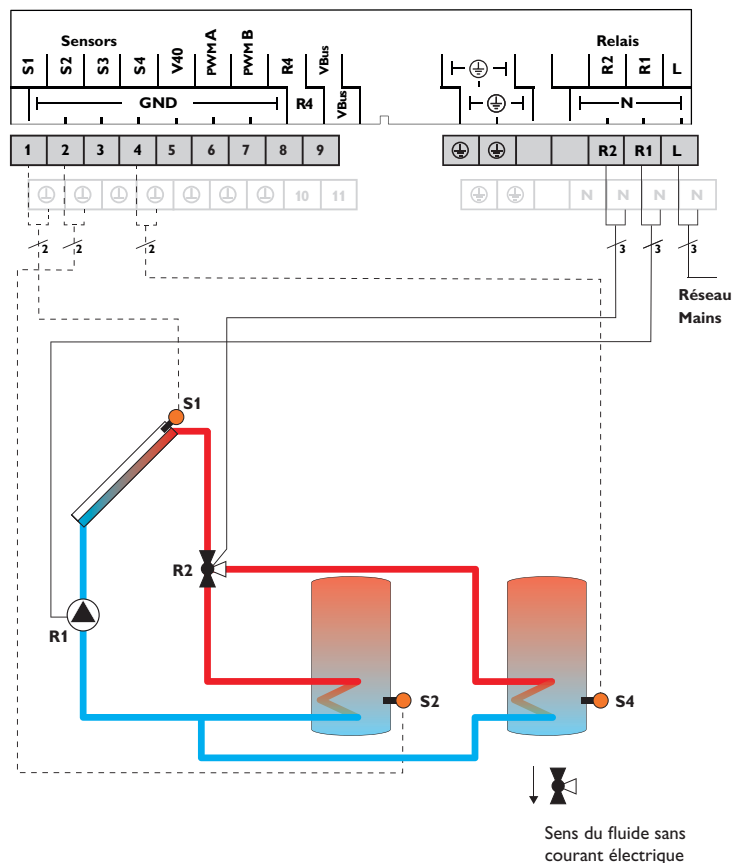 Sensors
Relais
S1 S2 S3 S4 V40 PWM A PWM B R4 VBus
R2 R1 L
GND R4 VBus
N
1 2 3 4 5 6 7 8 9
R2 R1 L
10 11
N N N N
2 2 2
3 3 3
Réseau
Mains
S1
R2
R1
S2
S4
Sens du fluide sans
courant électrique